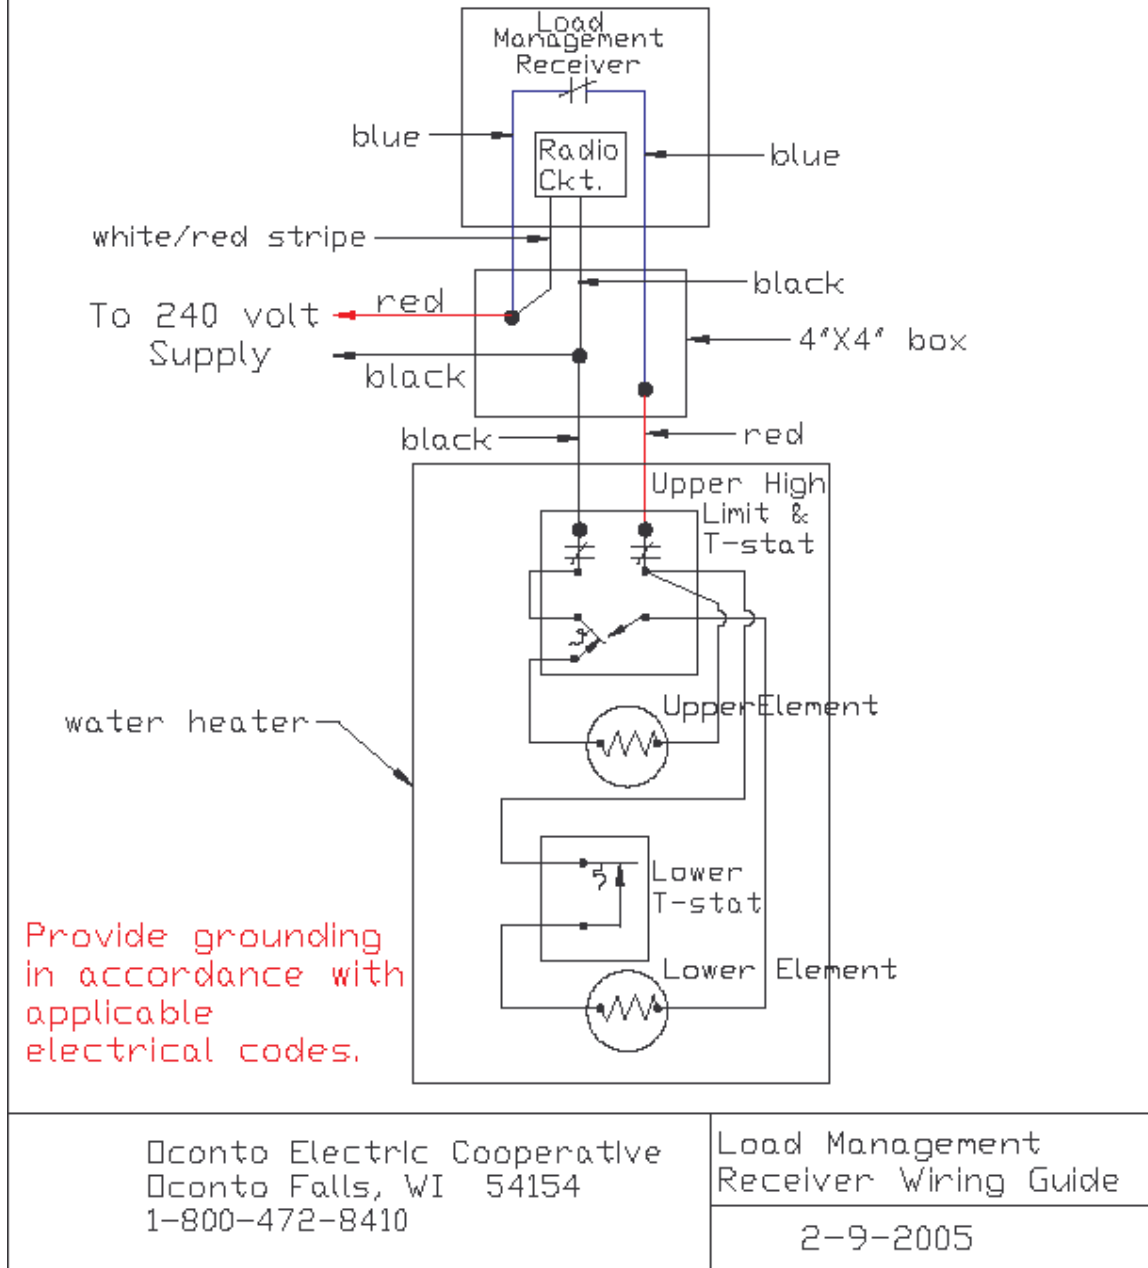 Load
Management
Receiver
blue
Radio
Ckt.
blue
white/red stripe
black
To 240 volt
Supply
red
black
4"X4" box
black
red
Upper High
Limit &
T-stat
water heater
UpperElement
Lower
T-stat
Lower Element
Provide grounding
in accordance with
applicable
electrical codes.
Oconto Electric Cooperative
Oconto Falls, WI 54154
1-800-472-8410
Load Management
Receiver Wiring Guide
2-9-2005